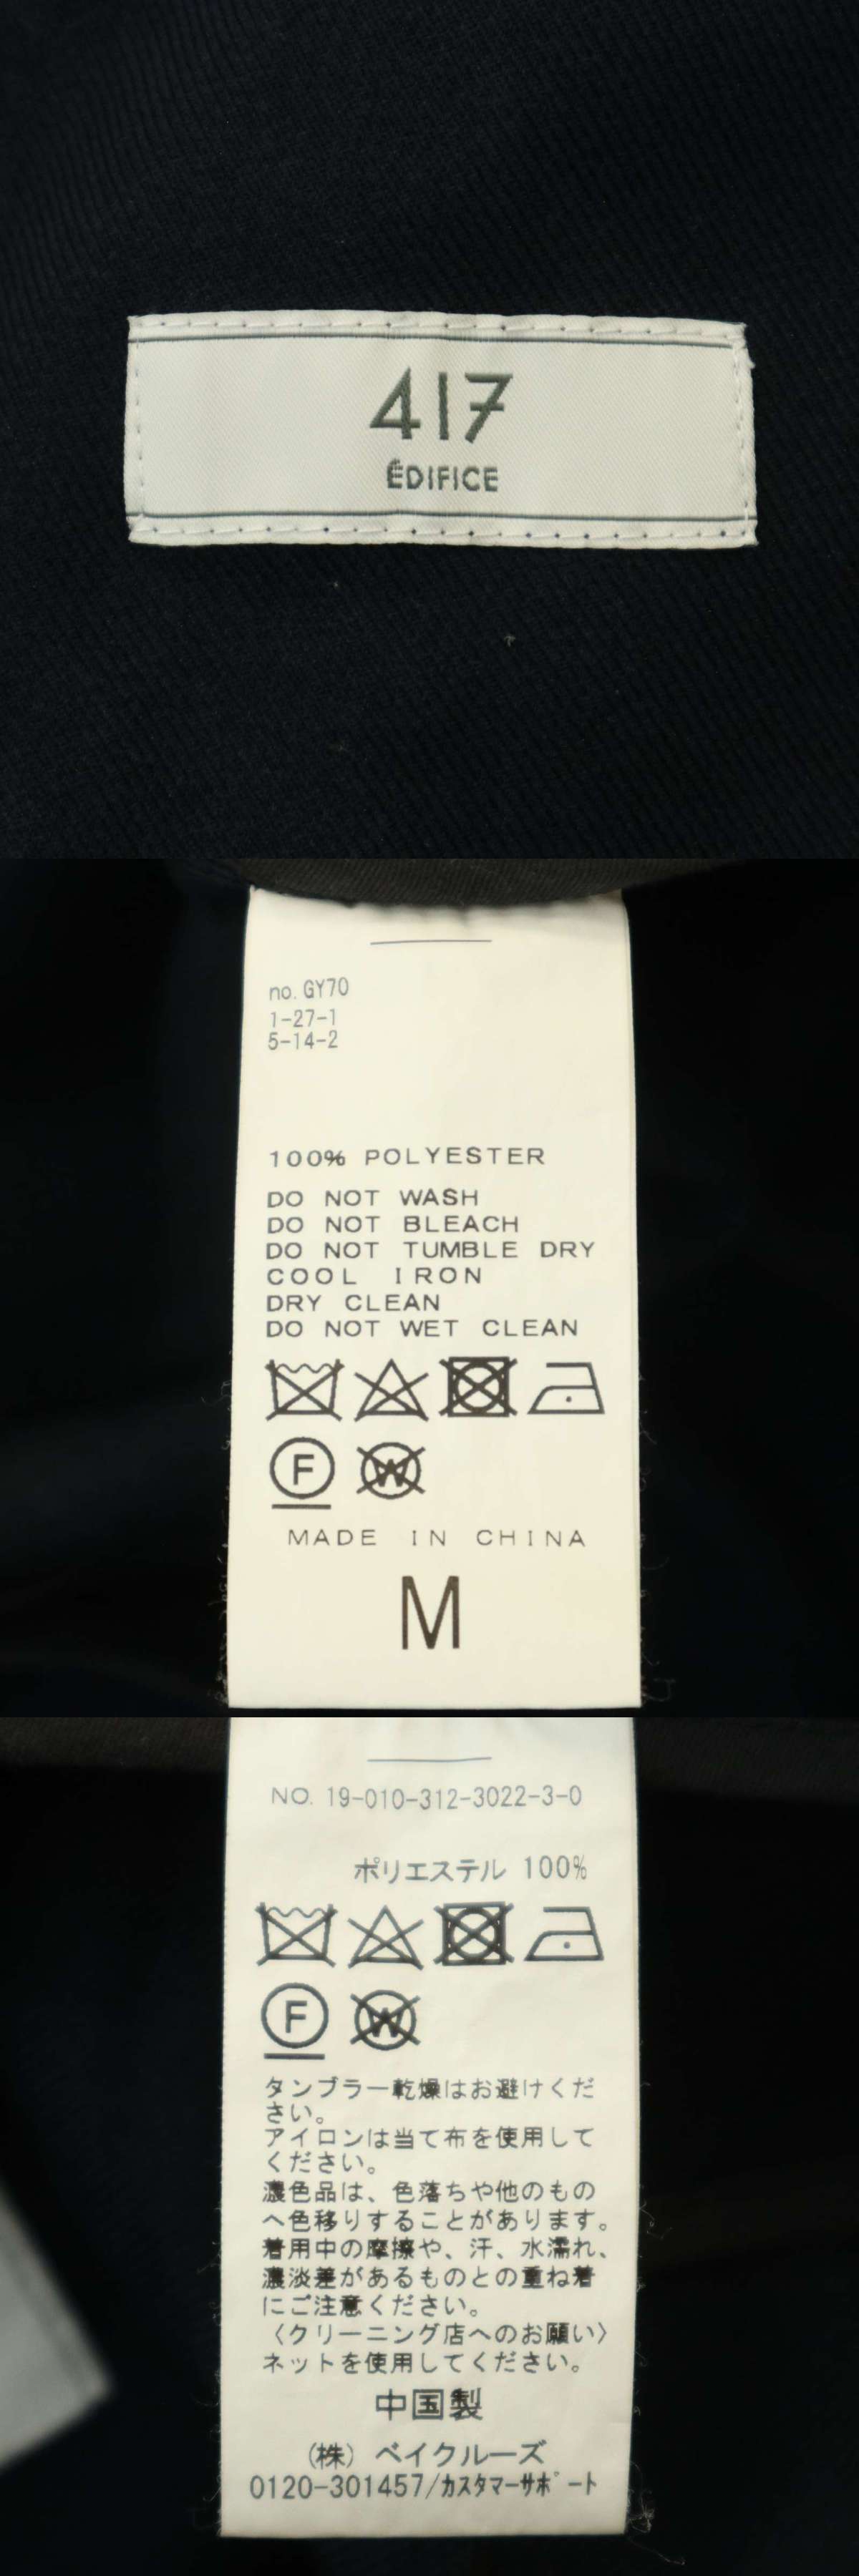 417
ÉDIFICE
no. GY70
1-27-1
5-14-2
100% POLYESTER
DO NOT WASH
DO NOT BLEACH
DO NOT TUMBLE DRY
COOL IRON
DRY CLEAN
DO NOT WET CLEAN
F W
MADE IN CHINA
M
NO. 19-010-312-3022-3-0
ポリエステル 100%
F W
タンブラー乾燥はお避けくだ
さい。
アイロンは当て布を使用して
ください。
濃色品は、色落ちや他のもの
へ色移りすることがあります。
着用中の摩擦や、汗、水濡れ、
濃淡差があるものとの重ね着
にご注意ください。
〈クリーニング店へのお願い〉
ネットを使用してください。
中国製
(株) ベイクルーズ
0120-301457/カスタマーサポート